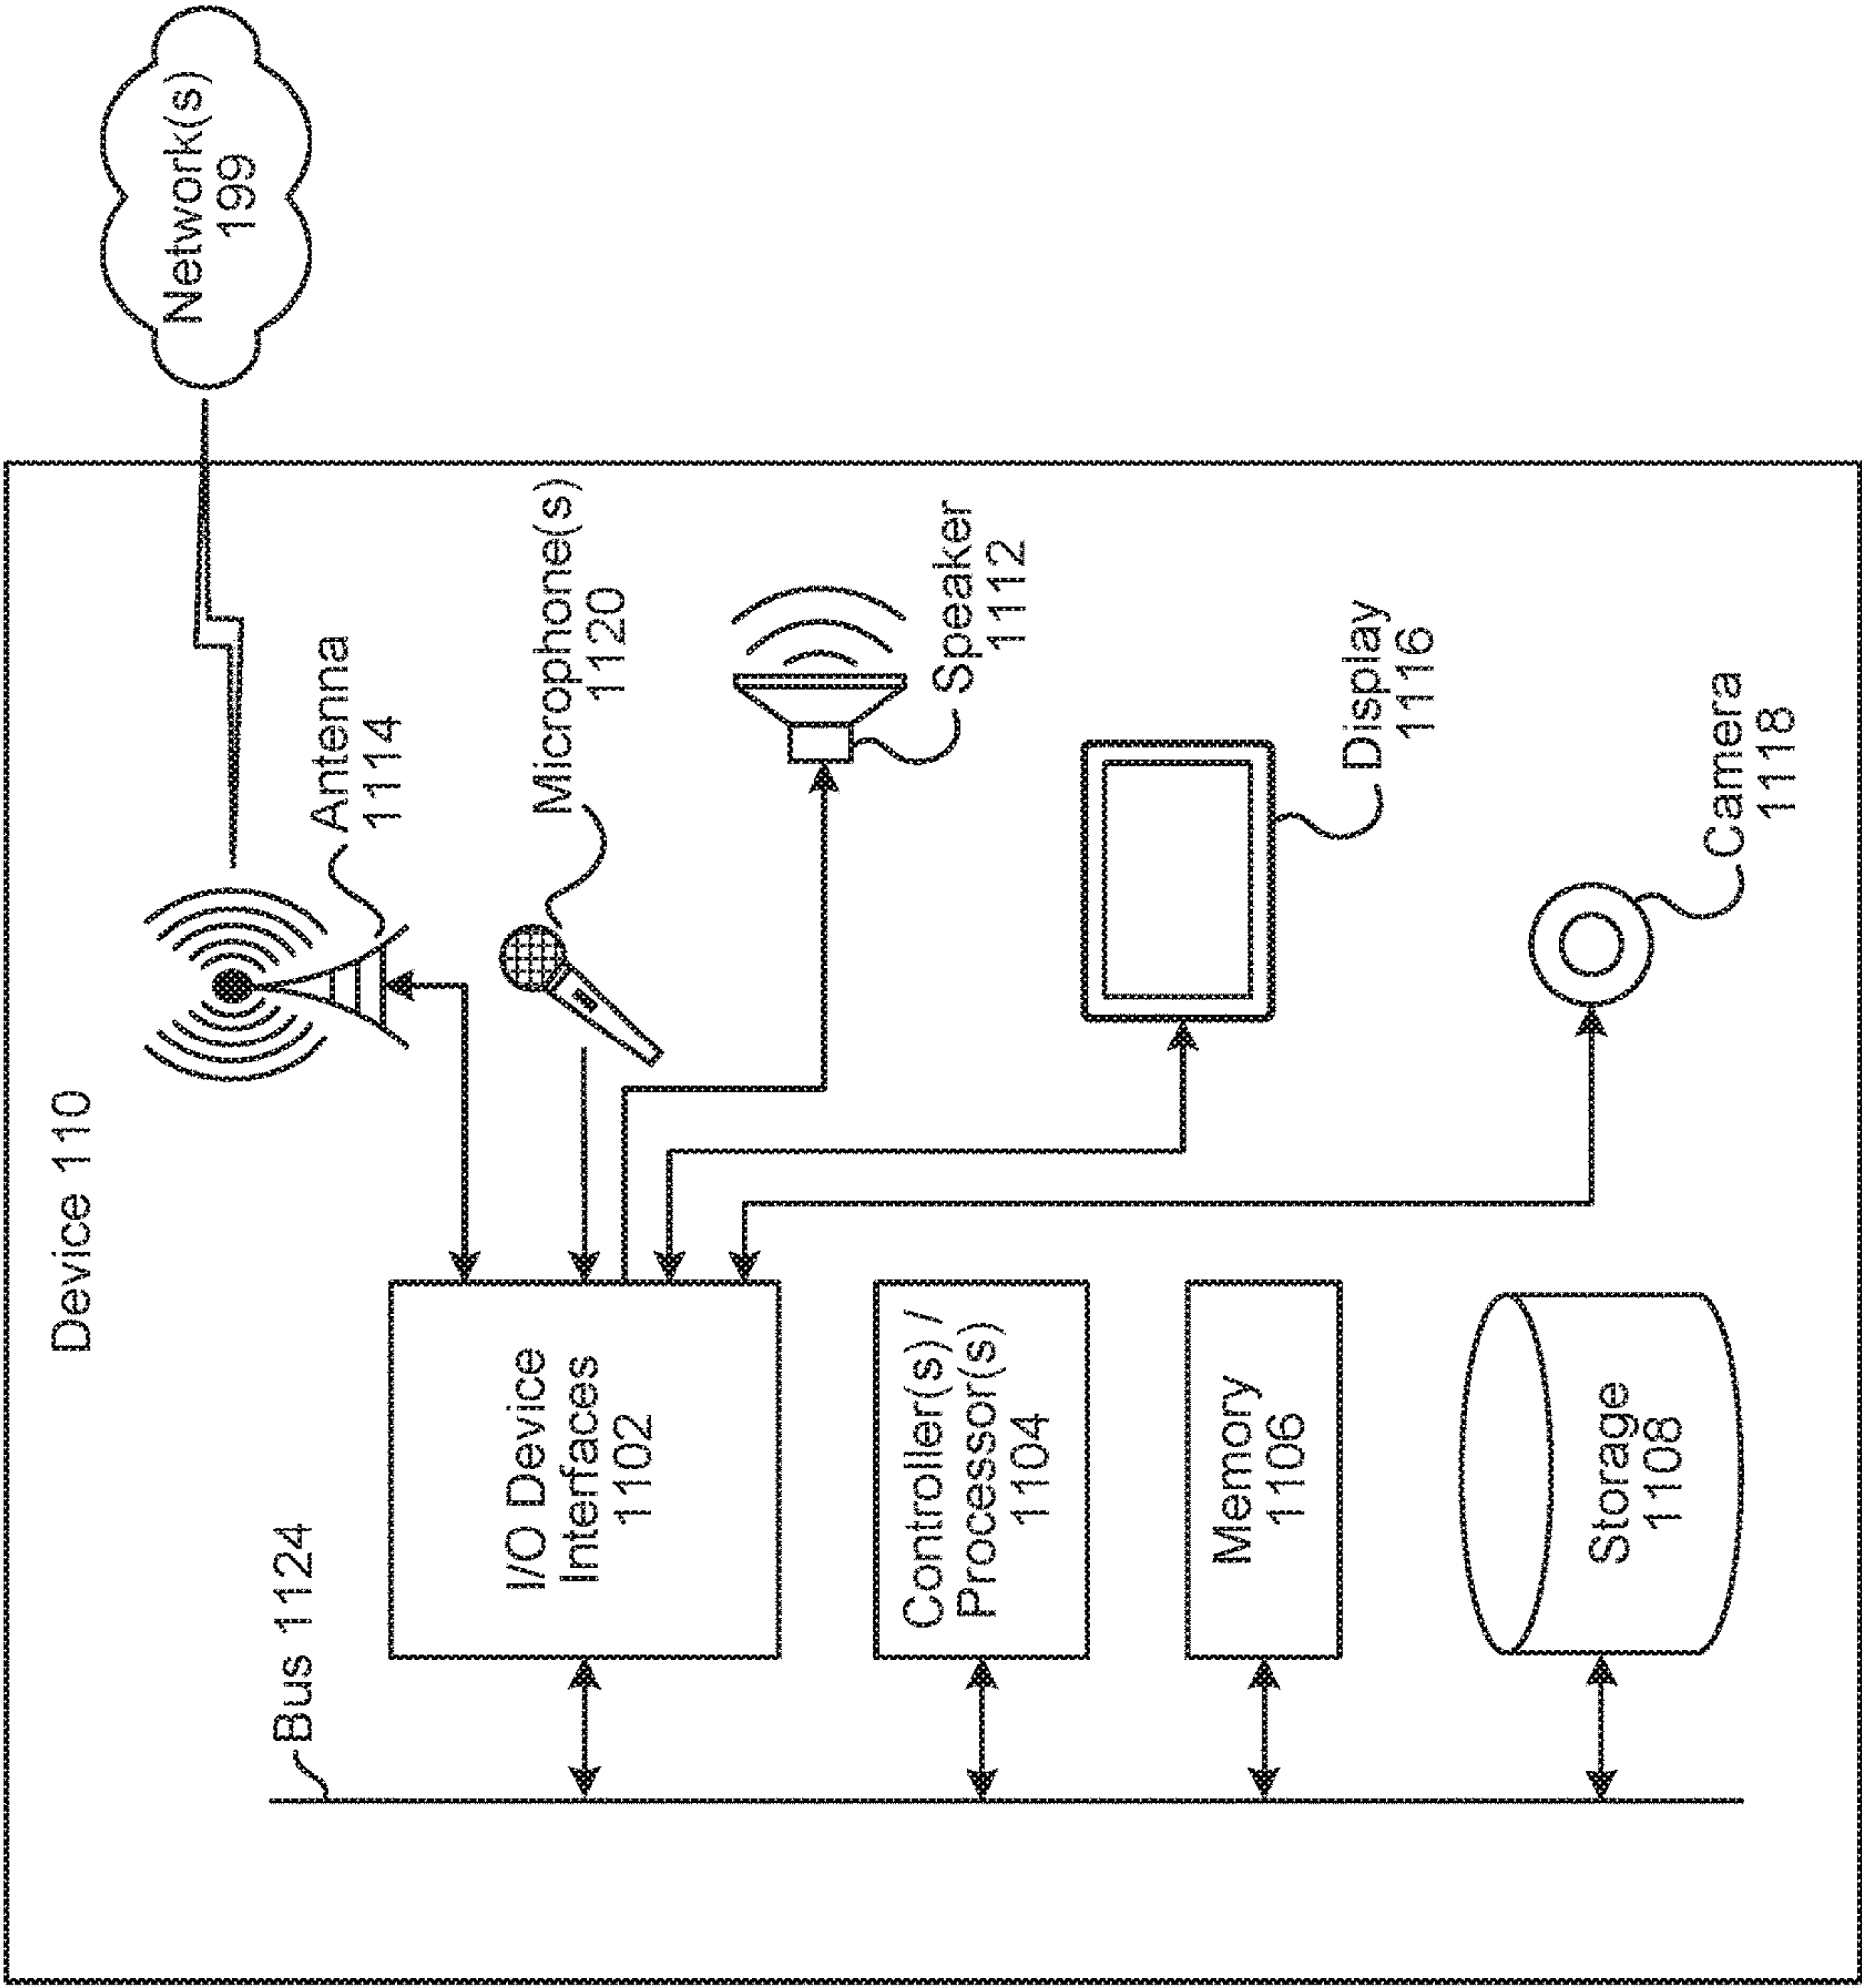 Device 110
Bus 1124
I/O Device
Interfaces
1102
Controller(s) /
Processor(s)
1104
Memory
1106
Storage
1108
Antenna
1114
Microphone(s)
1120
Speaker
1112
Display
1116
Camera
1118
Network(s)
199